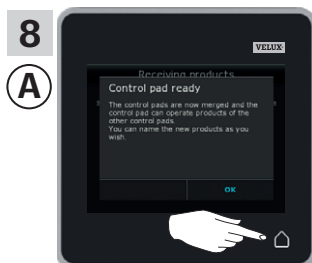 8
A
VELUX
Receiving products
Control pad ready
The control pads are now merged and the
control pad can operate products of the
other control pads.
You can name the new products as you
wish.
OK